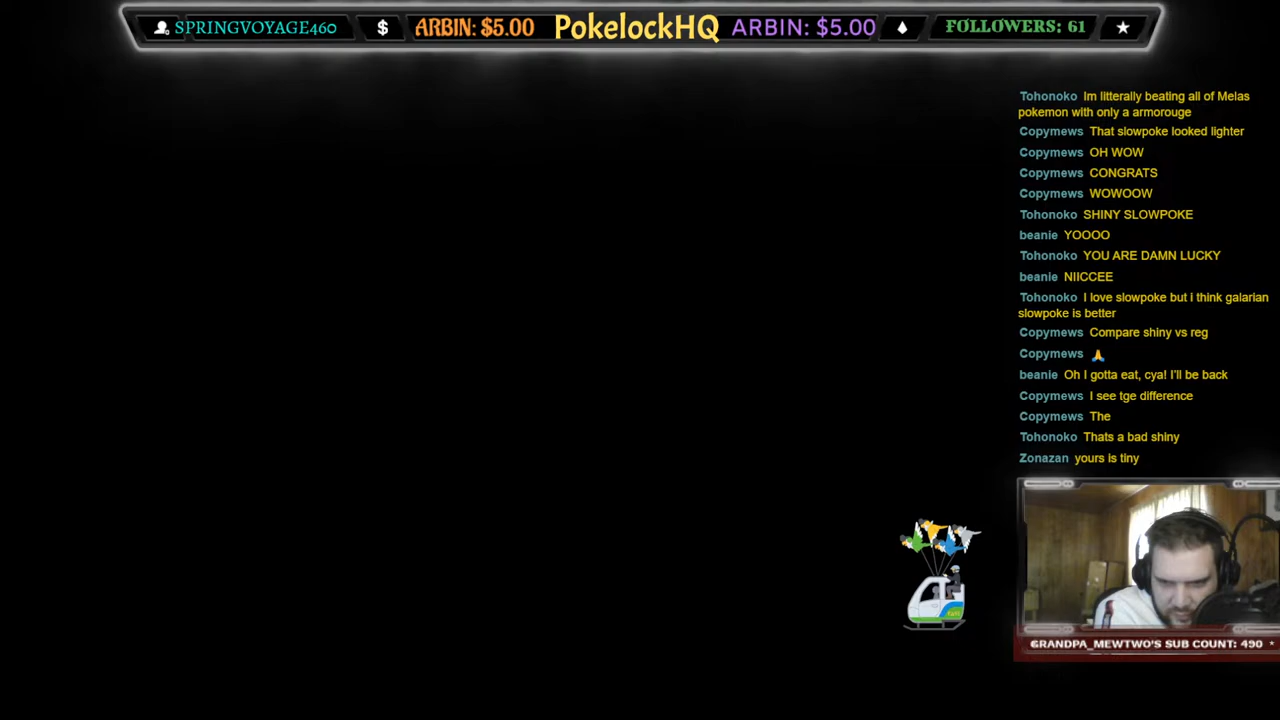 SPRINGVOYAGE460 $ ARBIN: $5.00 PokelockHQ ARBIN: $5.00 FOLLOWERS: 61
Tohonoko Im litterally beating all of Melas
pokemon with only a armorouge
Copymews That slowpoke looked lighter
Copymews OH WOW
Copymews CONGRATS
Copymews WOWOOW
Tohonoko SHINY SLOWPOKE
beanie YOOOO
Tohonoko YOU ARE DAMN LUCKY
beanie NIICCEE
Tohonoko I love slowpoke but i think galarian
slowpoke is better
Copymews Compare shiny vs reg
Copymews 🙏
beanie Oh I gotta eat, cya! I'll be back
Copymews I see tge difference
Copymews The
Tohonoko Thats a bad shiny
Zonazan yours is tiny
GRANDPA_MEWTWO'S SUB COUNT: 490 *